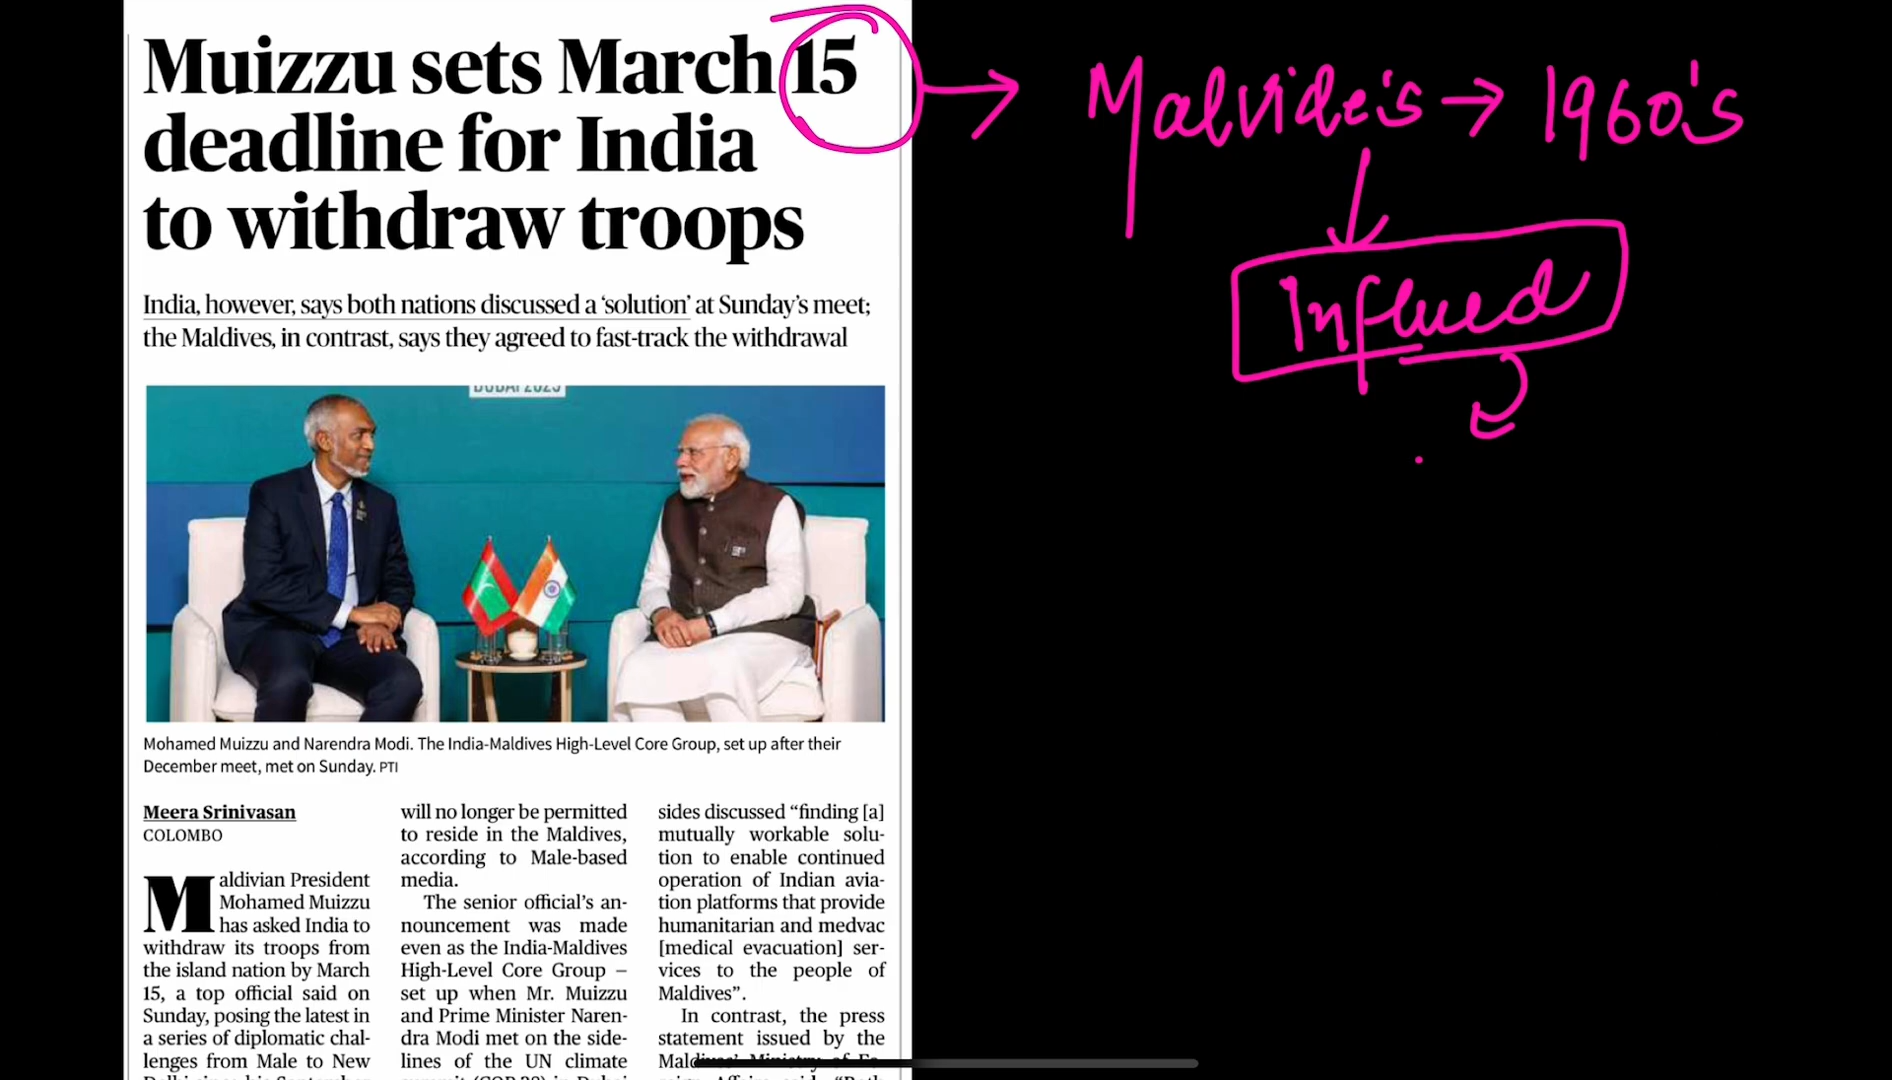 Muizzu sets March 15
deadline for India
to withdraw troops
India, however, says both nations discussed a ‘solution’ at Sunday’s meet;
the Maldives, in contrast, says they agreed to fast-track the withdrawal
DUBAI 2023
Mohamed Muizzu and Narendra Modi. The India-Maldives High-Level Core Group, set up after their
December meet, met on Sunday. PTI
Meera Srinivasan
COLOMBO
Maldivian President
Mohamed Muizzu
has asked India to
withdraw its troops from
the island nation by March
15, a top official said on
Sunday, posing the latest in
a series of diplomatic chal-
lenges from Male to New
will no longer be permitted
to reside in the Maldives,
according to Male-based
media.
The senior official’s an-
nouncement was made
even as the India-Maldives
High-Level Core Group –
set up when Mr. Muizzu
and Prime Minister Naren-
dra Modi met on the side-
lines of the UN climate
sides discussed “finding [a]
mutually workable solu-
tion to enable continued
operation of Indian avia-
tion platforms that provide
humanitarian and medvac
[medical evacuation] ser-
vices to the people of
Maldives”.
In contrast, the press
statement issued by the
Maldives’ Ministry of Fo-
Malvide's → 1960's
Influed